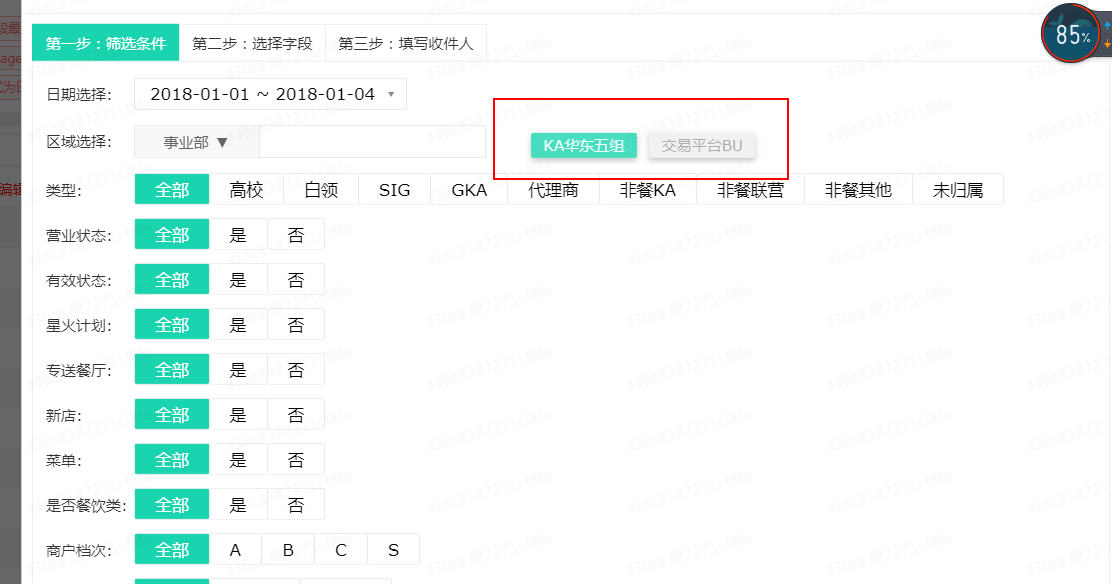 第一步：筛选条件 第二步：选择字段 第三步：填写收件人
85%
日期选择： 2018-01-01 ~ 2018-01-04 ▼
区域选择： 事业部 ▼ KA华东五组 交易平台BU
类型： 全部 高校 白领 SIG GKA 代理商 非餐KA 非餐联营 非餐其他 未归属
编辑
营业状态： 全部 是 否
有效状态： 全部 是 否
星火计划： 全部 是 否
专送餐厅： 全部 是 否
新店： 全部 是 否
菜单： 全部 是 否
是否餐饮类： 全部 是 否
商户档次： 全部 A B C S
a36c8387271cf8fe